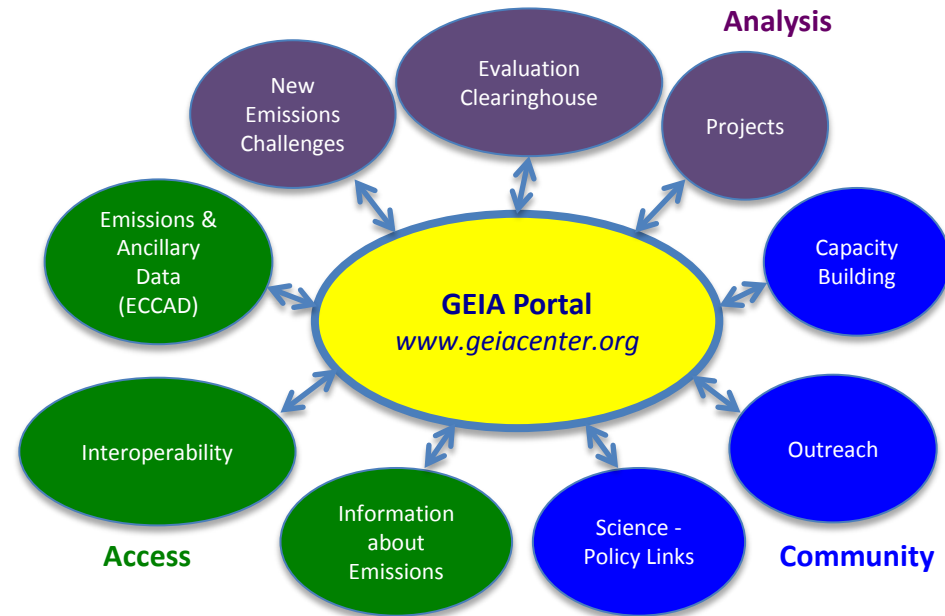 Analysis
New
Emissions
Challenges
Evaluation
Clearinghouse
Projects
Emissions &
Ancillary
Data
(ECCAD)
GEIA Portal
www.geiacenter.org
Capacity
Building
Interoperability
Outreach
Information
about
Emissions
Science -
Policy Links
Access
Community